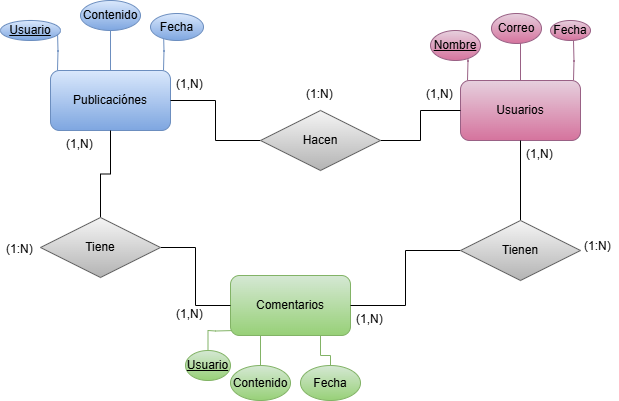 Contenido
Usuario
Fecha
Correo
Fecha
Nombre
Publicaciónes
(1,N)
(1:N)
(1,N)
Usuarios
Hacen
(1,N)
(1,N)
Tiene
(1:N)
Tienen
(1:N)
Comentarios
(1,N)
(1,N)
Usuario
Contenido
Fecha